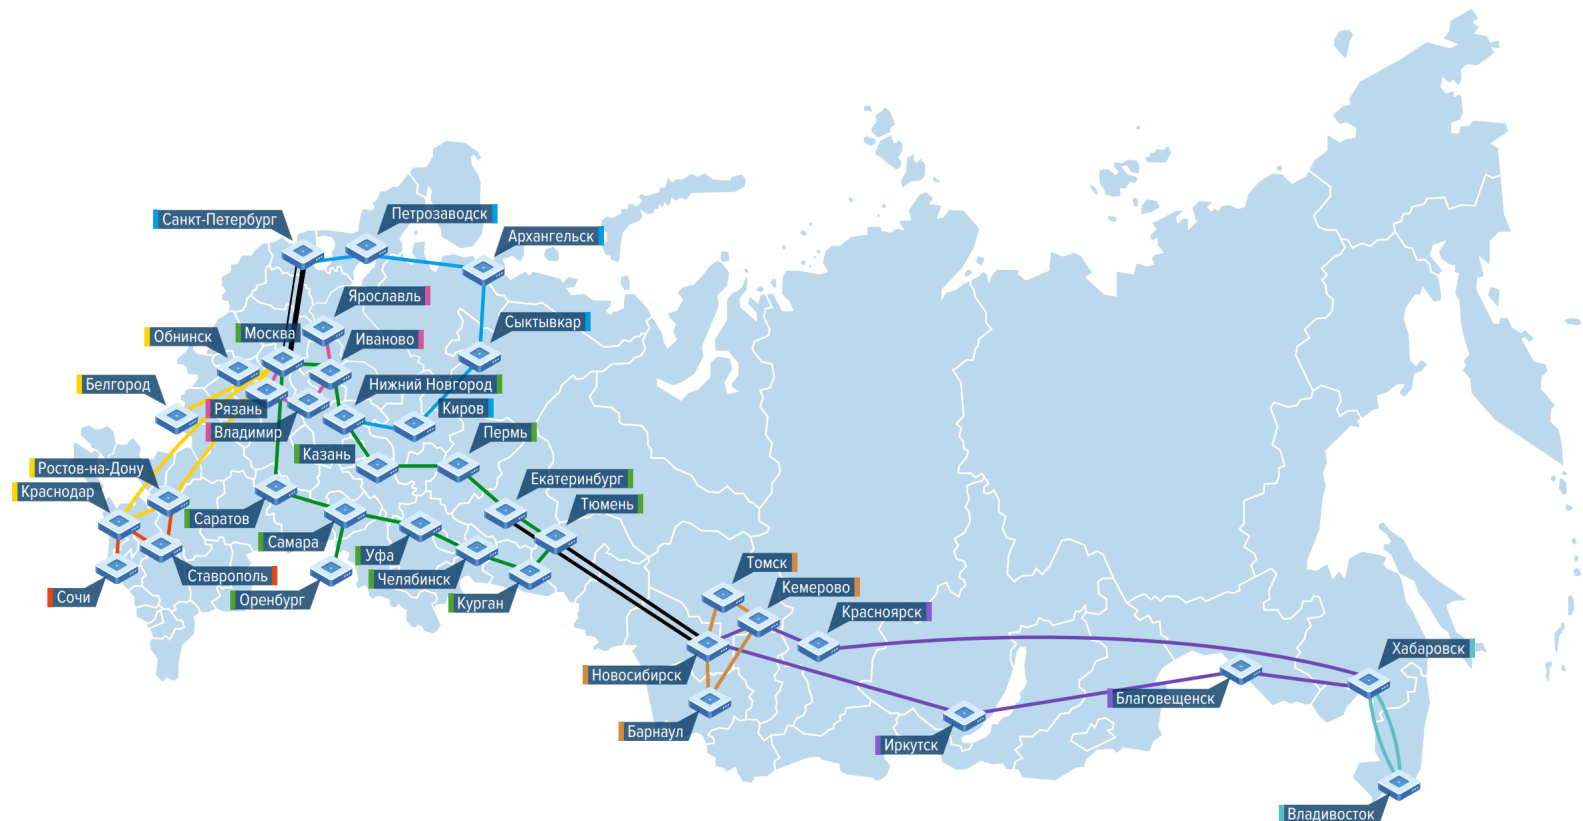 Санкт-Петербург
Петрозаводск
Архангельск
Ярославль
Сыктывкар
Москва
Обнинск
Иваново
Белгород
Нижний Новгород
Рязань
Киров
Владимир
Пермь
Казань
Ростов-на-Дону
Екатеринбург
Краснодар
Тюмень
Саратов
Самара
Уфа
Томск
Ставрополь
Челябинск
Кемерово
Сочи
Оренбург
Курган
Красноярск
Хабаровск
Новосибирск
Благовещенск
Барнаул
Иркутск
Владивосток